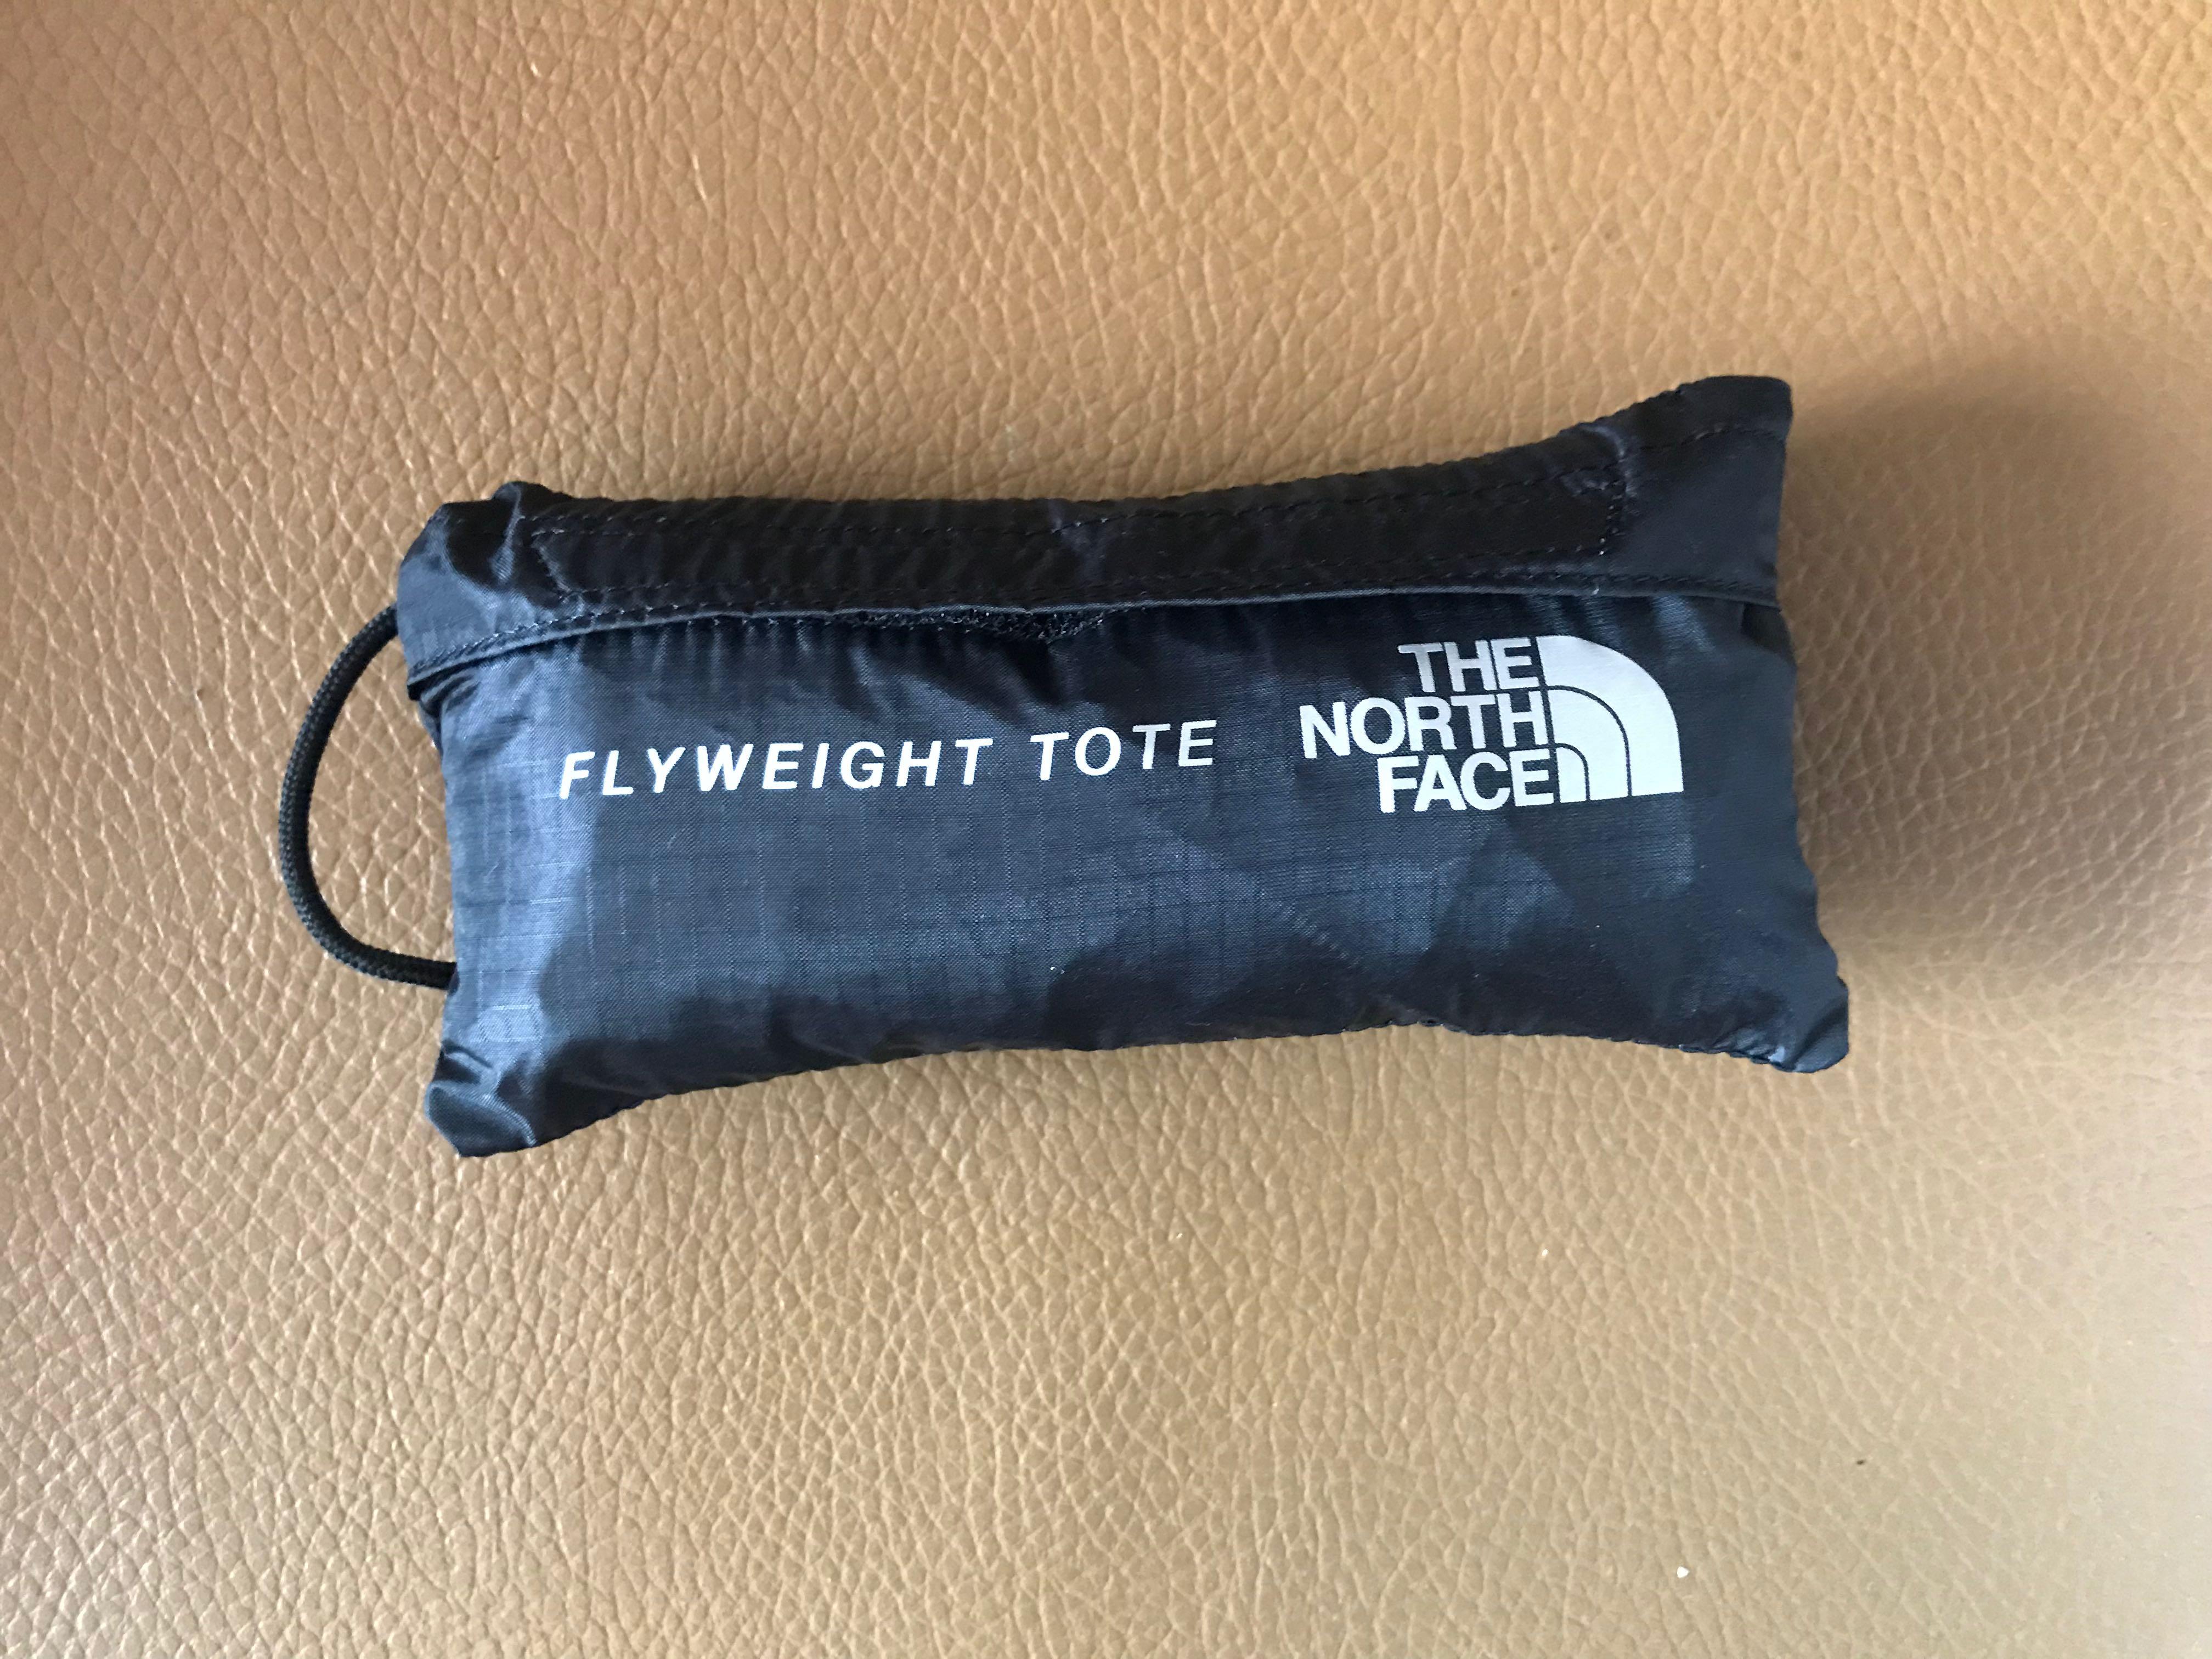 FLYWEIGHT TOTE
THE
NORTH
FACE